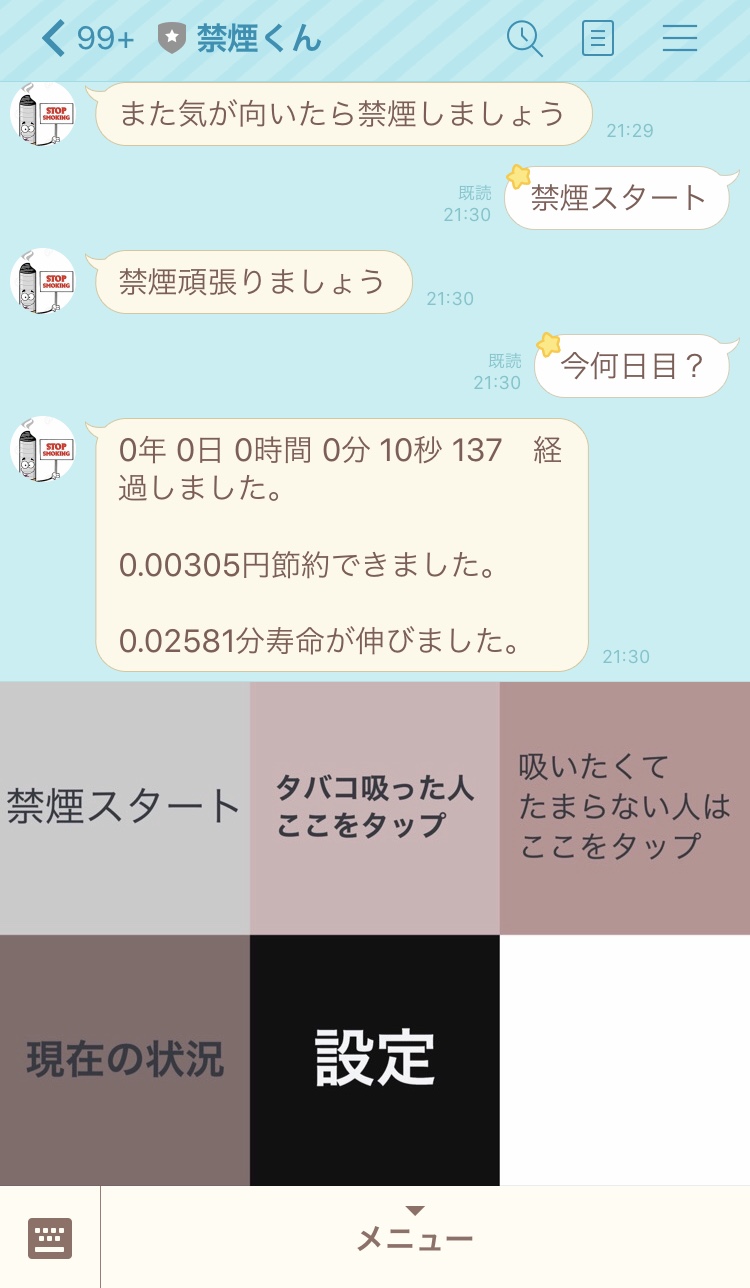 99+ 禁煙くん
STOP
SMOKING
また気が向いたら禁煙しましょう
21:29
既読
21:30
禁煙スタート
STOP
SMOKING
禁煙頑張りましょう
21:30
既読
21:30
今何日目？
STOP
SMOKING
0年 0日 0時間 0分 10秒 137　経
過しました。
0.00305円節約できました。
0.02581分寿命が伸びました。
21:30
禁煙スタート
タバコ吸った人
ここをタップ
吸いたくて
たまらない人は
ここをタップ
現在の状況
設定
メニュー